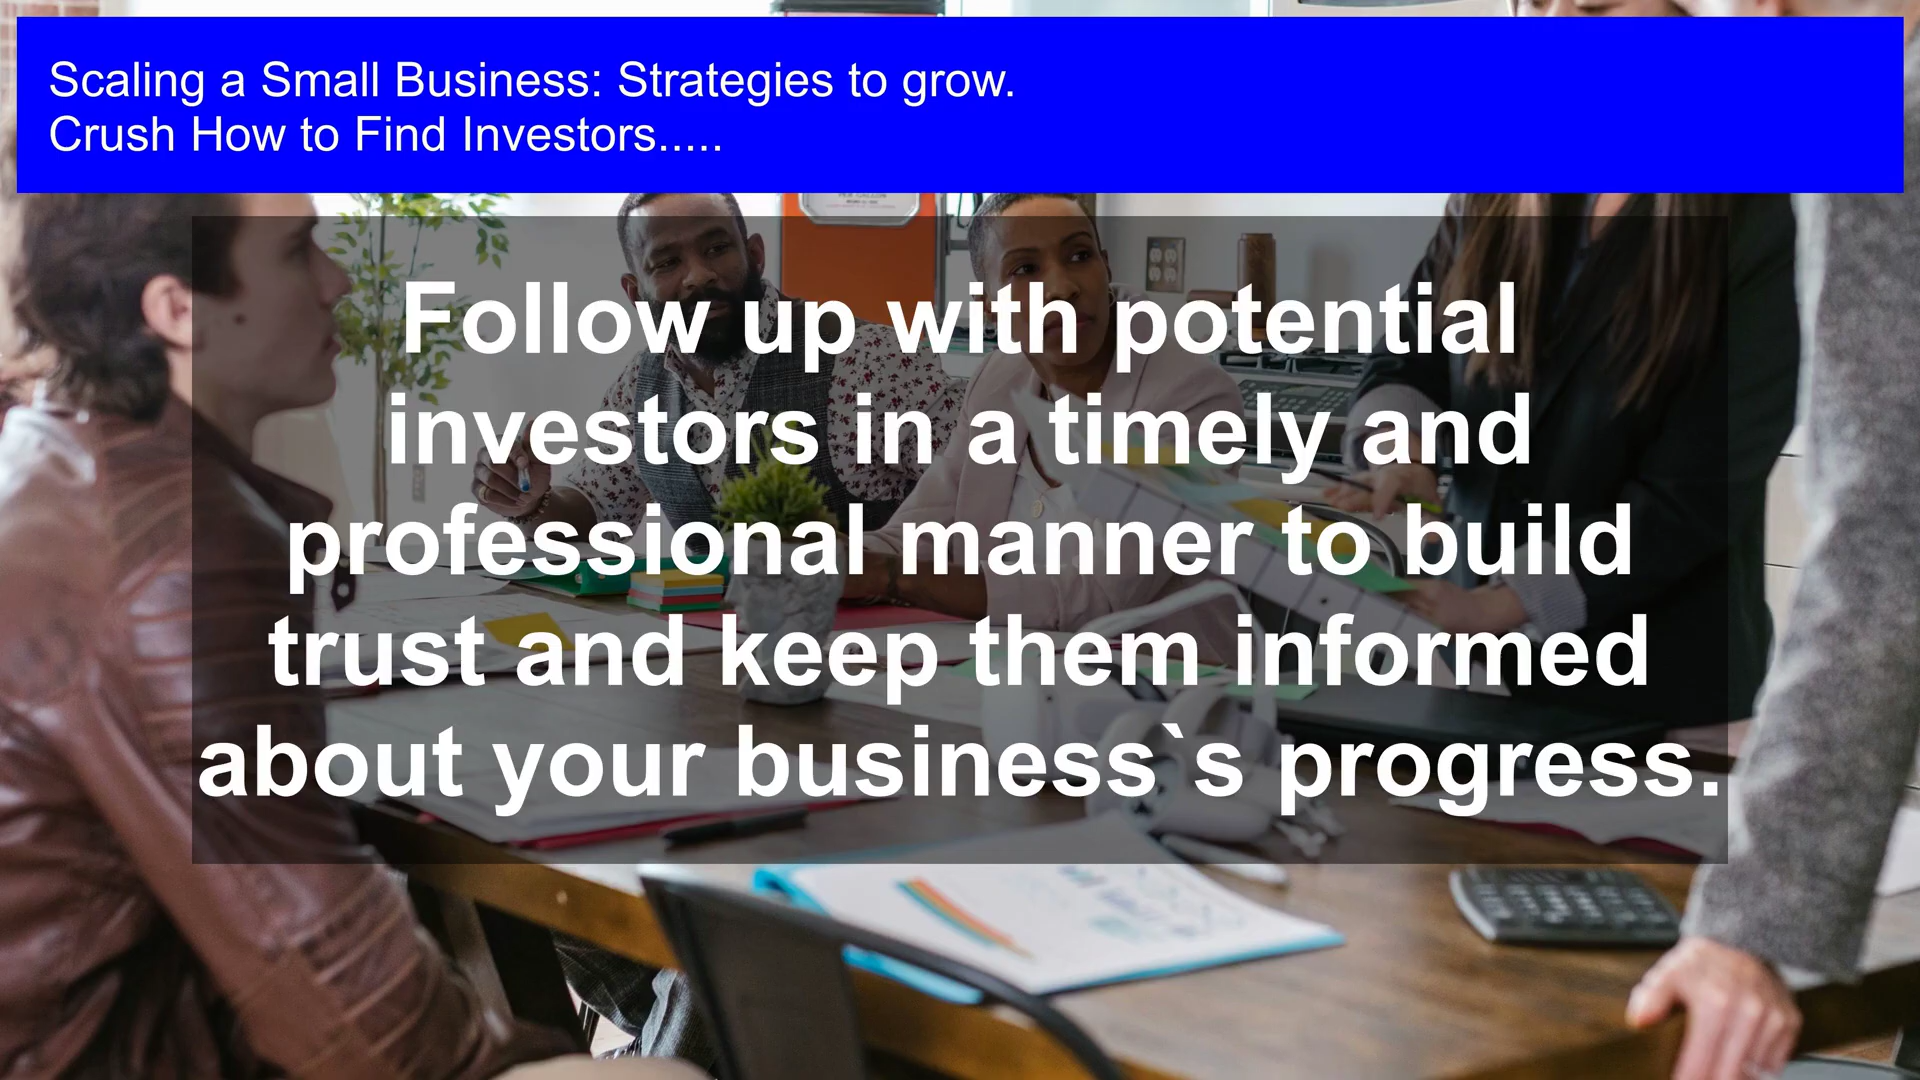 Scaling a Small Business: Strategies to grow.
Crush How to Find Investors.....
Follow up with potential
investors in a timely and
professional manner to build
trust and keep them informed
about your business`s progress.